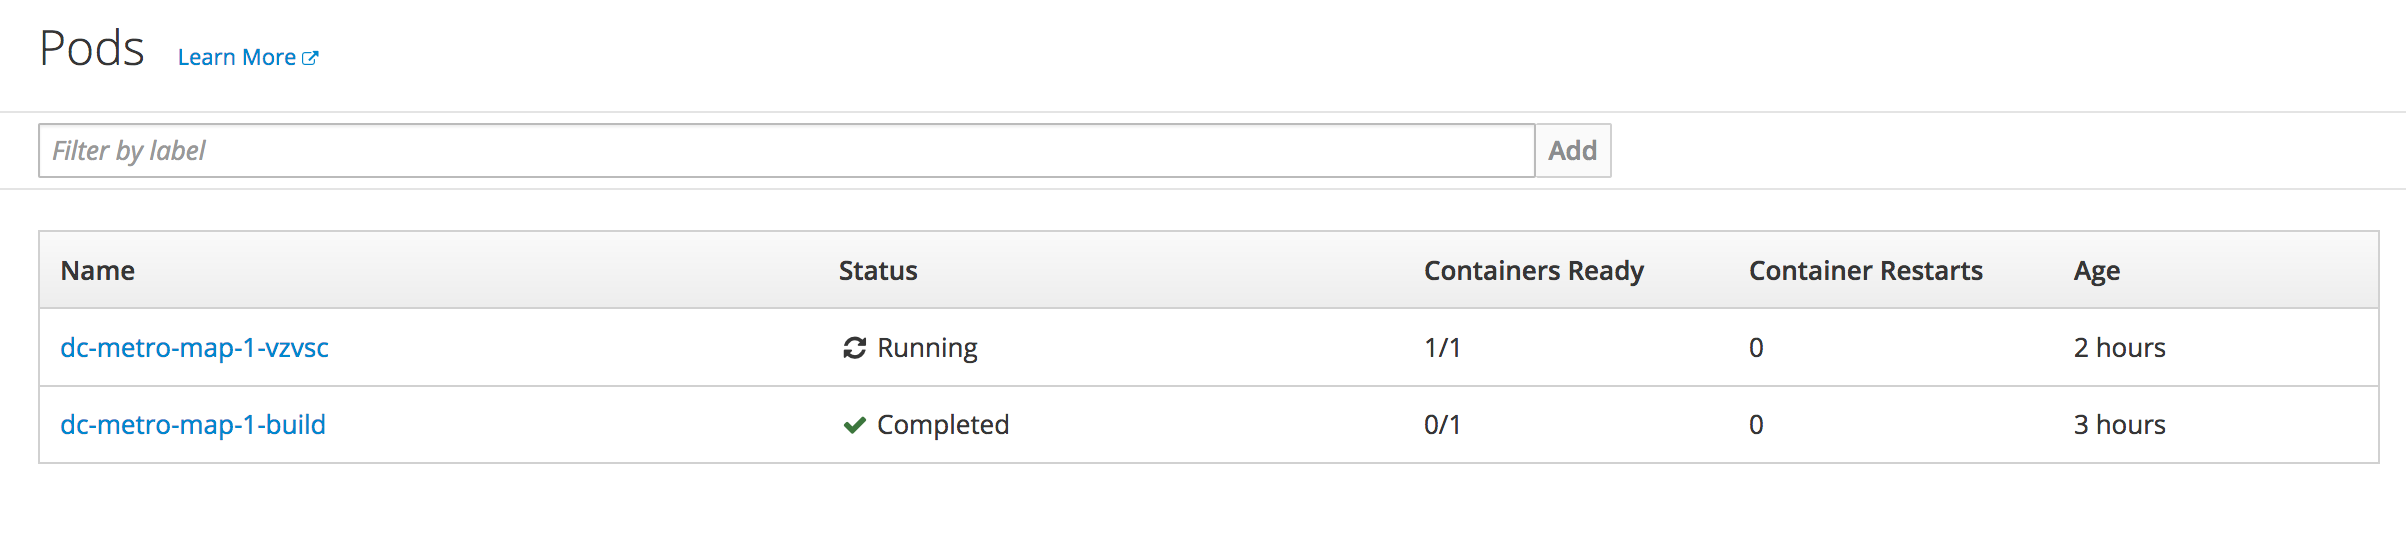 Pods Learn More
Filter by label Add
Name Status Containers Ready Container Restarts Age
dc-metro-map-1-vzvsc Running 1/1 0 2 hours
dc-metro-map-1-build Completed 0/1 0 3 hours